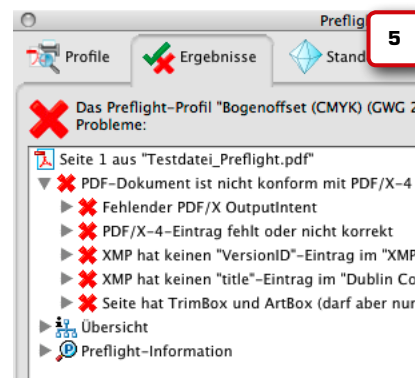 Preflig
5
Profile
Ergebnisse
Stand
Das Preflight-Profil "Bogenoffset (CMYK) (GWG 2
Probleme:
Seite 1 aus "Testdatei_Preflight.pdf"
PDF-Dokument ist nicht konform mit PDF/X-4
Fehlender PDF/X OutputIntent
PDF/X-4-Eintrag fehlt oder nicht korrekt
XMP hat keinen "VersionID"-Eintrag im "XMP
XMP hat keinen "title"-Eintrag im "Dublin Co
Seite hat TrimBox und ArtBox (darf aber nur
Übersicht
Preflight-Information